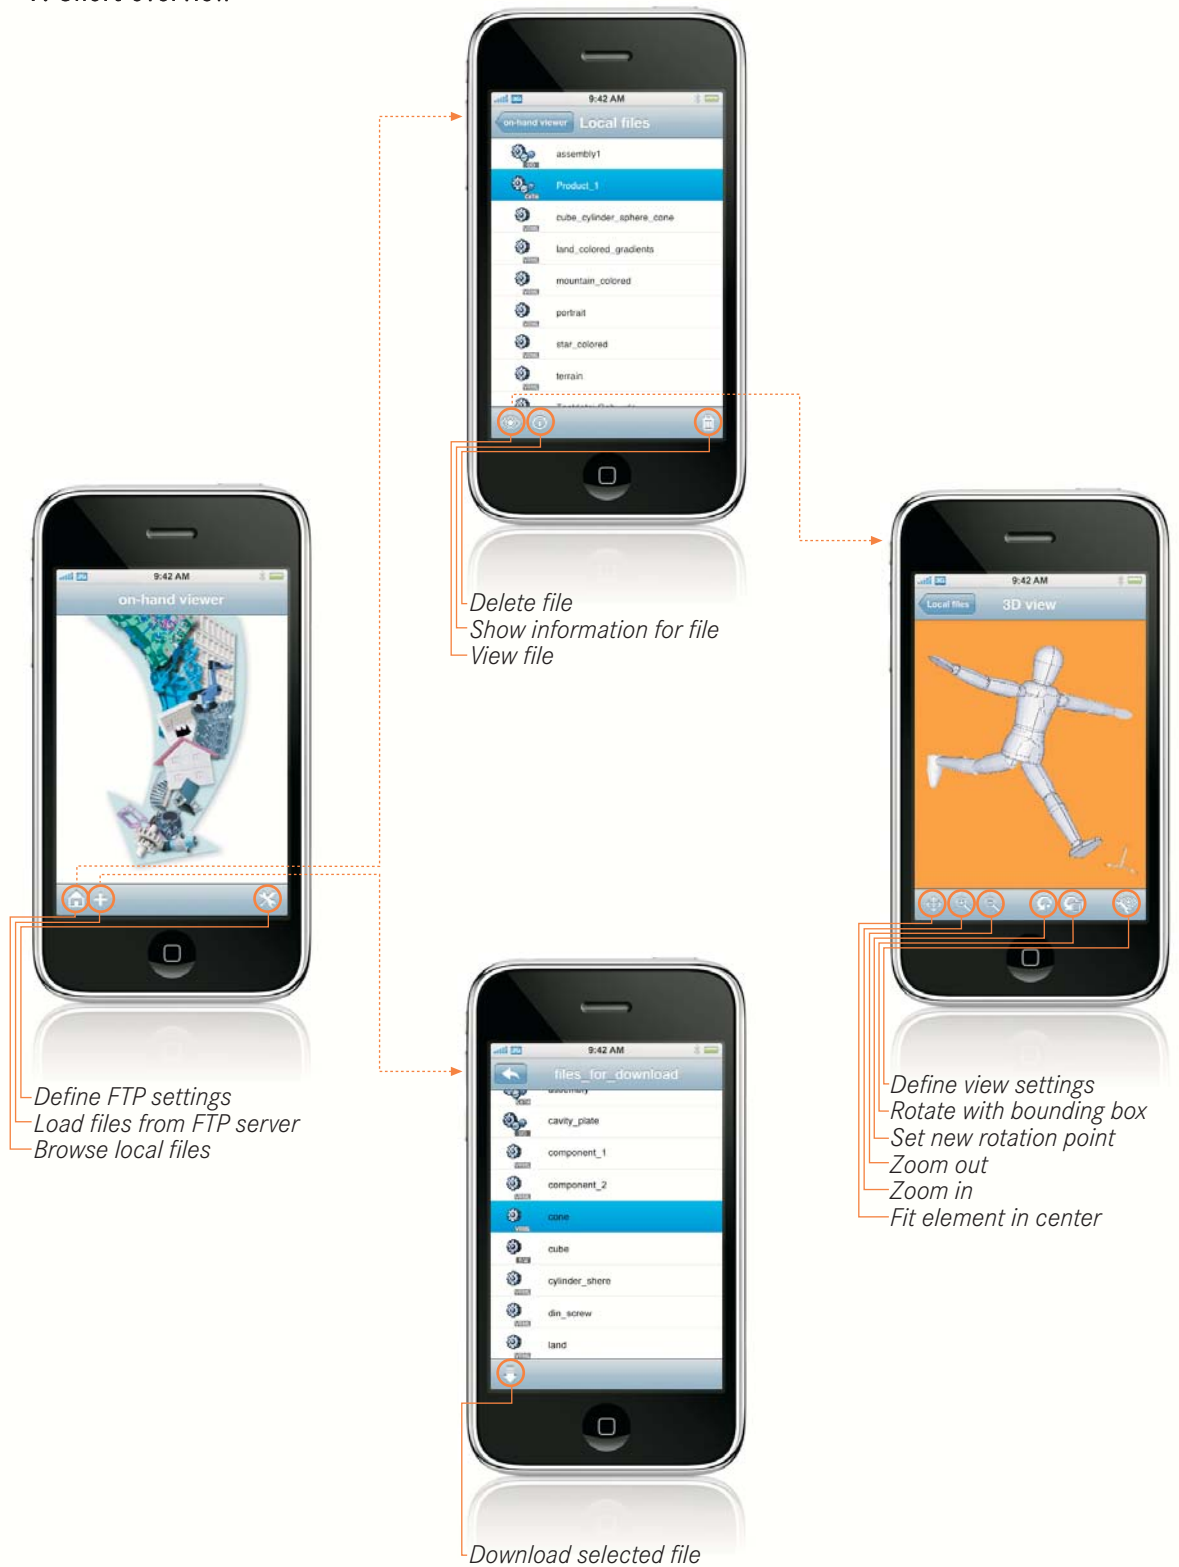 9:42 AM
on-hand viewer
Local files
assembly1
Product_1
cube_cylinder_sphere_cone
land_colored_gradients
mountain_colored
portrait
star_colored
terrain
Delete file
Show information for file
View file
9:42 AM
on-hand viewer
Define FTP settings
Load files from FTP server
Browse local files
9:42 AM
Local files
3D view
Define view settings
Rotate with bounding box
Set new rotation point
Zoom out
Zoom in
Fit element in center
9:42 AM
files_for_download
cavity_plate
component_1
component_2
cone
cube
cylinder_shere
din_screw
land
Download selected file